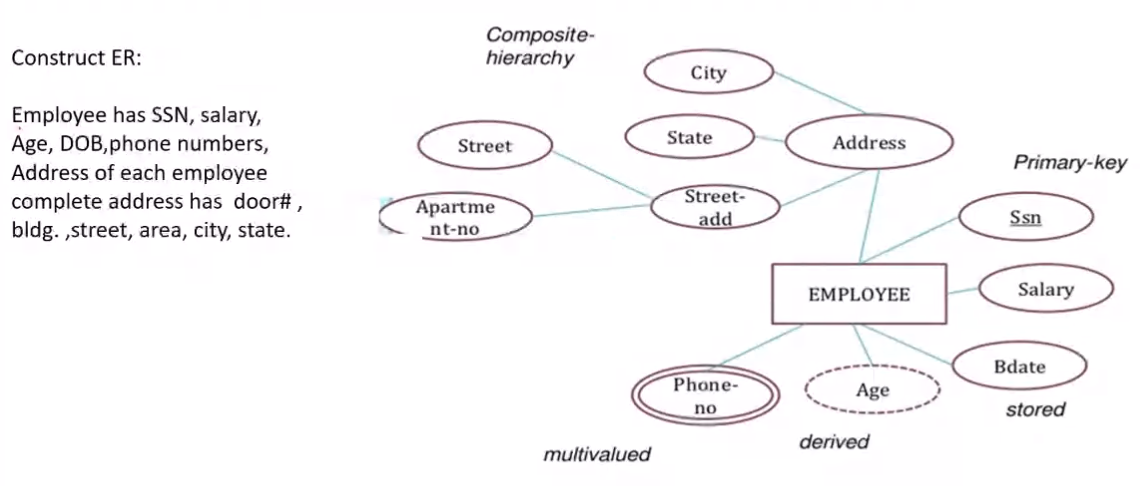 Construct ER:
Employee has SSN, salary,
Age, DOB,phone numbers,
Address of each employee
complete address has door# ,
bldg. ,street, area, city, state.
Composite-
hierarchy
City
State
Address
Street
Street-
add
Apartme
nt-no
Primary-key
Ssn
EMPLOYEE
Salary
Bdate
stored
Phone-
no
Age
derived
multivalued